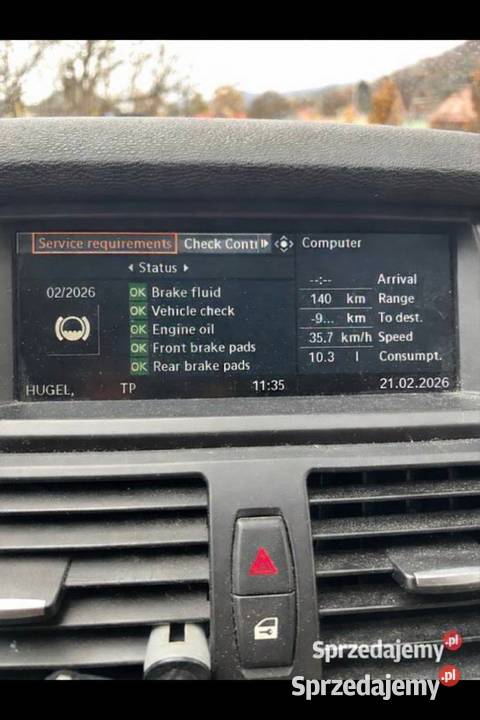 Service requirements Check Conti Computer
Status
02/2026
OK Brake fluid
OK Vehicle check
OK Engine oil
OK Front brake pads
OK Rear brake pads
--:-- Arrival
140 km Range
-9... km To dest.
35.7 km/h Speed
10.3 l Consumpt.
HUGEL, TP 11:35 21.02.2026
Sprzedajemy.pl
Sprzedajemy.pl